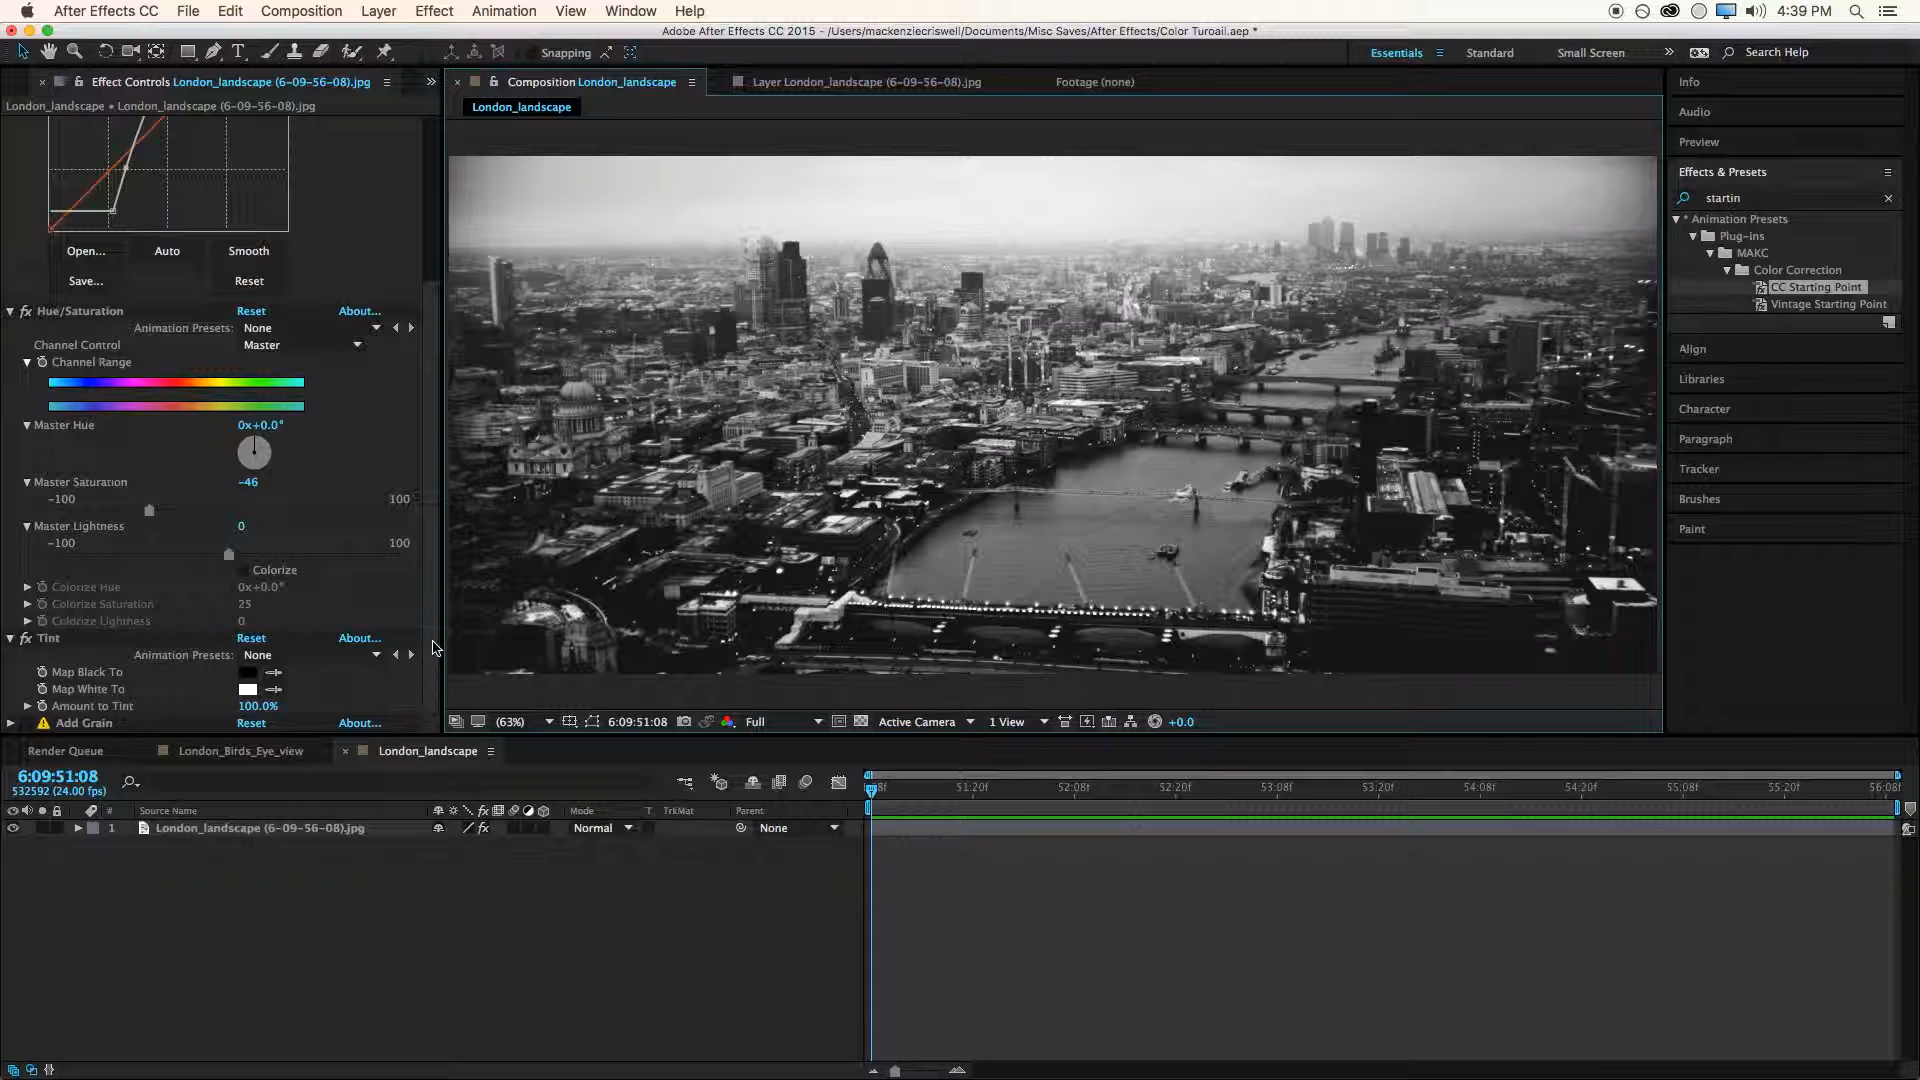 After Effects CC File Edit Composition Layer Effect Animation View Window Help 4:39 PM
Adobe After Effects CC 2015 - /Users/mackenziecriswell/Documents/Misc Saves/After Effects/Color Turoail.aep *
Snapping Essentials Standard Small Screen Search Help
Effect Controls London_landscape (6-09-56-08).jpg
London_landscape • London_landscape (6-09-56-08).jpg
Open... Auto Smooth
Save... Reset
Hue/Saturation Reset About...
Animation Presets: None
Channel Control Master
Channel Range
Master Hue 0x+0.0°
Master Saturation -46
-100 100
Master Lightness 0
-100 100
Colorize
Colorize Hue 0x+0.0°
Colorize Saturation 25
Colorize Lightness 0
Tint Reset About...
Animation Presets: None
Map Black To
Map White To
Amount to Tint 100.0%
Add Grain Reset About...
Composition London_landscape Layer London_landscape (6-09-56-08).jpg Footage (none)
London_landscape
(63%) 6:09:51:08 Full Active Camera 1 View +0.0
Info
Audio
Preview
Effects & Presets
startin
* Animation Presets
Plug-ins
MAKC
Color Correction
CC Starting Point
Vintage Starting Point
Align
Libraries
Character
Paragraph
Tracker
Brushes
Paint
Render Queue London_Birds_Eye_view London_landscape
6:09:51:08
532592 (24.00 fps)
# Source Name Mode T TrkMat Parent
1 London_landscape (6-09-56-08).jpg Normal None
51:20f 52:08f 52:20f 53:08f 53:20f 54:08f 54:20f 55:08f 55:20f 56:08f